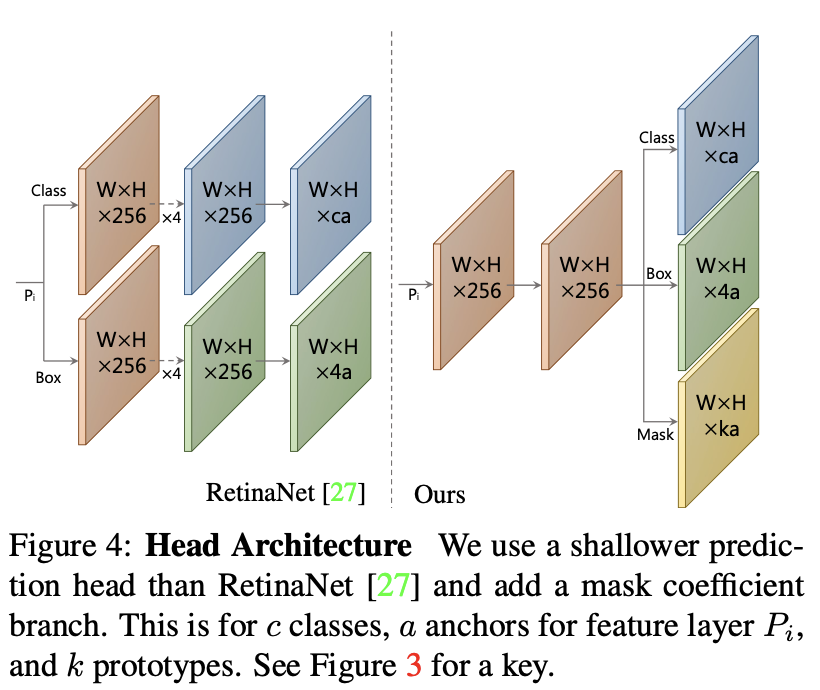 Class
W×H
×256
×4
W×H
×256
W×H
×ca
Pᵢ
Box
W×H
×256
×4
W×H
×256
W×H
×4a
RetinaNet [27]
Pᵢ
W×H
×256
W×H
×256
Class
W×H
×ca
Box
W×H
×4a
Mask
W×H
×ka
Ours
Figure 4: Head Architecture We use a shallower predic-
tion head than RetinaNet [27] and add a mask coefficient
branch. This is for c classes, a anchors for feature layer Pᵢ,
and k prototypes. See Figure 3 for a key.